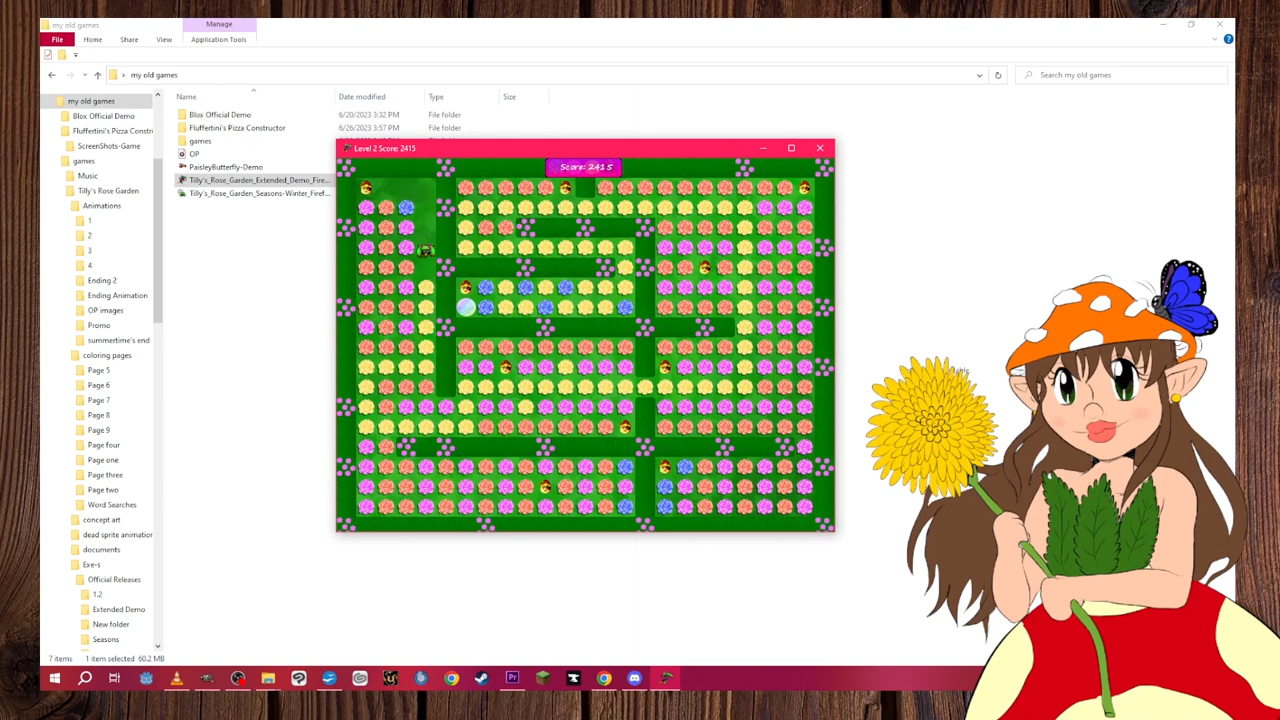 my old games
Manage
File
Home
Share
View
Application Tools
my old games
Search my old games
Name
Date modified
Type
Size
my old games
Blox Official Demo
Fluffertini's Pizza Constru
ScreenShots-Game
games
Music
Tilly's Rose Garden
Animations
1
2
3
4
Ending 2
Ending Animation
OP images
Promo
summertime's end
coloring pages
Page 5
Page 6
Page 7
Page 8
Page 9
Page four
Page one
Page three
Page two
Word Searches
concept art
dead sprite animation
documents
Exe-s
Official Releases
1.2
Extended Demo
New folder
Seasons
Blox Official Demo
6/20/2023 3:32 PM
File folder
Fluffertini's Pizza Constructor
6/26/2023 3:57 PM
File folder
games
OP
PaisleyButterfly-Demo
Tilly's_Rose_Garden_Extended_Demo_Fire...
Tilly's_Rose_Garden_Seasons-Winter_Firef...
Level 2 Score: 2415
Score: 2415
7 items
1 item selected 60.2 MB